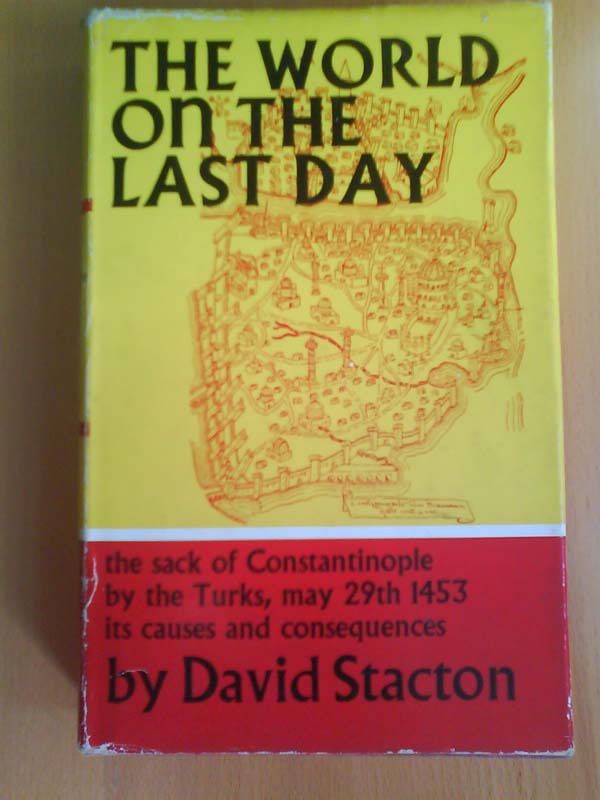 THE WORLD
ON THE
LAST DAY
the sack of Constantinople
by the Turks, may 29th 1453
its causes and consequences
by David Stacton